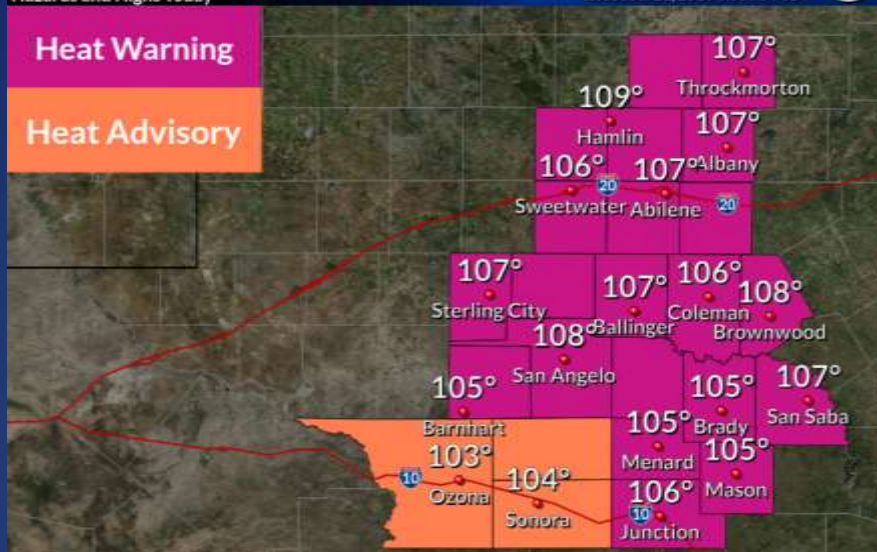 Heat Warning
Heat Advisory
107°
Throckmorton
109°
Hamlin
107°
Albany
106°
Sweetwater
107°
Abilene
20
20
107°
Sterling City
107°
Ballinger
106°
Coleman
108°
Brownwood
108°
San Angelo
105°
Barnhart
105°
Brady
107°
San Saba
105°
Menard
105°
Mason
10
103°
Ozona
104°
Sonora
10
106°
Junction